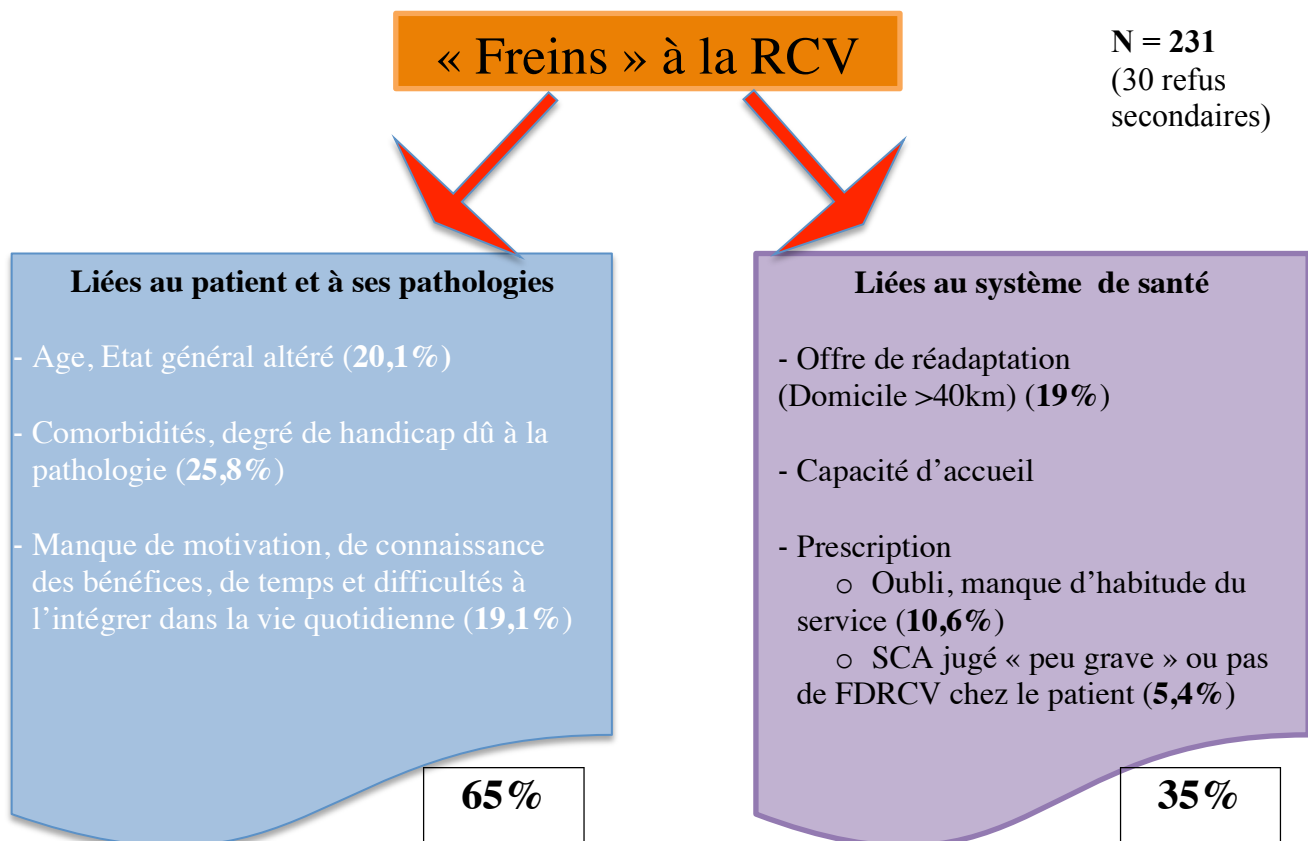 « Freins » à la RCV
N = 231
(30 refus
secondaires)
Liées au patient et à ses pathologies
- Age, Etat général altéré (20,1%)
- Comorbidités, degré de handicap dû à la
pathologie (25,8%)
- Manque de motivation, de connaissance
des bénéfices, de temps et difficultés à
l’intégrer dans la vie quotidienne (19,1%)
65%
Liées au système de santé
- Offre de réadaptation
(Domicile >40km) (19%)
- Capacité d’accueil
- Prescription
o Oubli, manque d’habitude du
service (10,6%)
o SCA jugé « peu grave » ou pas
de FDRCV chez le patient (5,4%)
35%